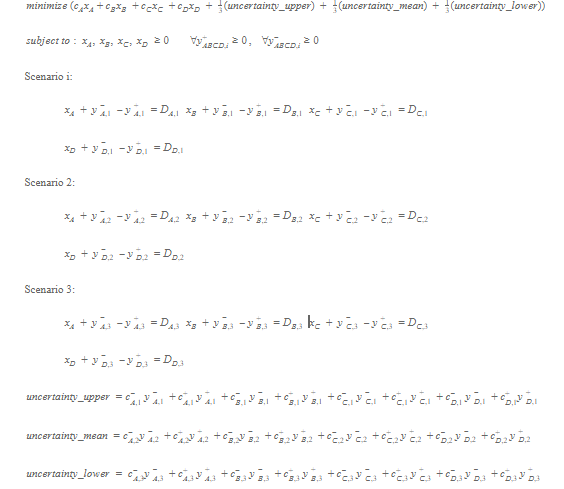 minimize (c_A x_A + c_B x_B + c_C x_C + c_D x_D + ⅓(uncertainty_upper) + ⅓(uncertainty_mean) + ⅓(uncertainty_lower))
subject to : x_A, x_B, x_C, x_D ≥ 0 ∀y⁻_ABCD,i ≥ 0, ∀y⁺_ABCD,i ≥ 0
Scenario i:
x_A + y⁻_A,1 − y⁺_A,1 = D_A,1 x_B + y⁻_B,1 − y⁺_B,1 = D_B,1 x_C + y⁻_C,1 − y⁺_C,1 = D_C,1
x_D + y⁻_D,1 − y⁺_D,1 = D_D,1
Scenario 2:
x_A + y⁻_A,2 − y⁺_A,2 = D_A,2 x_B + y⁻_B,2 − y⁺_B,2 = D_B,2 x_C + y⁻_C,2 − y⁺_C,2 = D_C,2
x_D + y⁻_D,2 − y⁺_D,2 = D_D,2
Scenario 3:
x_A + y⁻_A,3 − y⁺_A,3 = D_A,3 x_B + y⁻_B,3 − y⁺_B,3 = D_B,3 x_C + y⁻_C,3 − y⁺_C,3 = D_C,3
x_D + y⁻_D,3 − y⁺_D,3 = D_D,3
uncertainty_upper = c⁻_A,1 y⁻_A,1 + c⁺_A,1 y⁺_A,1 + c⁻_B,1 y⁻_B,1 + c⁺_B,1 y⁺_B,1 + c⁻_C,1 y⁻_C,1 + c⁺_C,1 y⁺_C,1 + c⁻_D,1 y⁻_D,1 + c⁺_D,1 y⁺_D,1
uncertainty_mean = c⁻_A,2 y⁻_A,2 + c⁺_A,2 y⁺_A,2 + c⁻_B,2 y⁻_B,2 + c⁺_B,2 y⁺_B,2 + c⁻_C,2 y⁻_C,2 + c⁺_C,2 y⁺_C,2 + c⁻_D,2 y⁻_D,2 + c⁺_D,2 y⁺_D,2
uncertainty_lower = c⁻_A,3 y⁻_A,3 + c⁺_A,3 y⁺_A,3 + c⁻_B,3 y⁻_B,3 + c⁺_B,3 y⁺_B,3 + c⁻_C,3 y⁻_C,3 + c⁺_C,3 y⁺_C,3 + c⁻_D,3 y⁻_D,3 + c⁺_D,3 y⁺_D,3